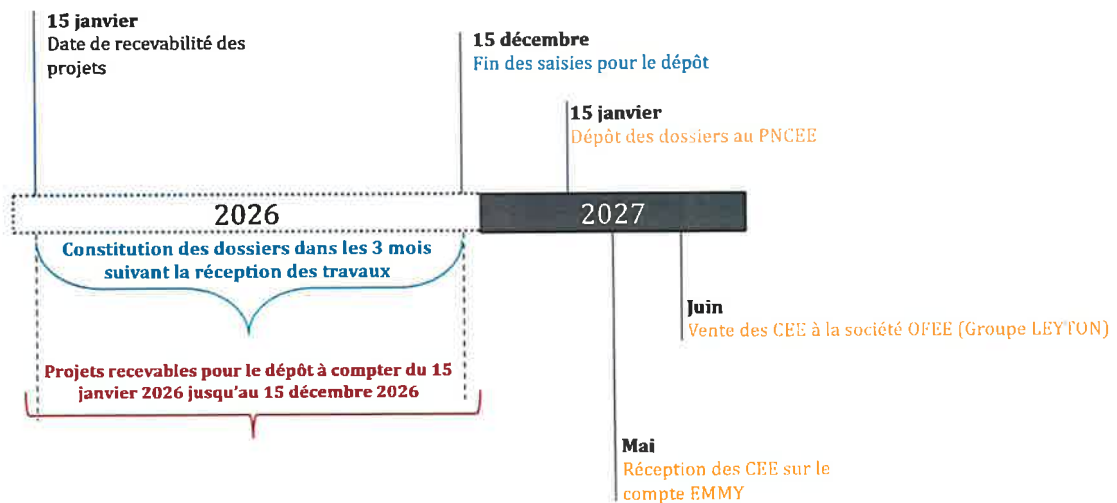 15 janvier
Date de recevabilité des
projets
15 décembre
Fin des saisies pour le dépôt
15 janvier
Dépôt des dossiers au PNCEE
2026
2027
Constitution des dossiers dans les 3 mois
suivant la réception des travaux
Juin
Vente des CEE à la société OFEE (Groupe LEYTON)
Projets recevables pour le dépôt à compter du 15
janvier 2026 jusqu'au 15 décembre 2026
Mai
Réception des CEE sur le
compte EMMY